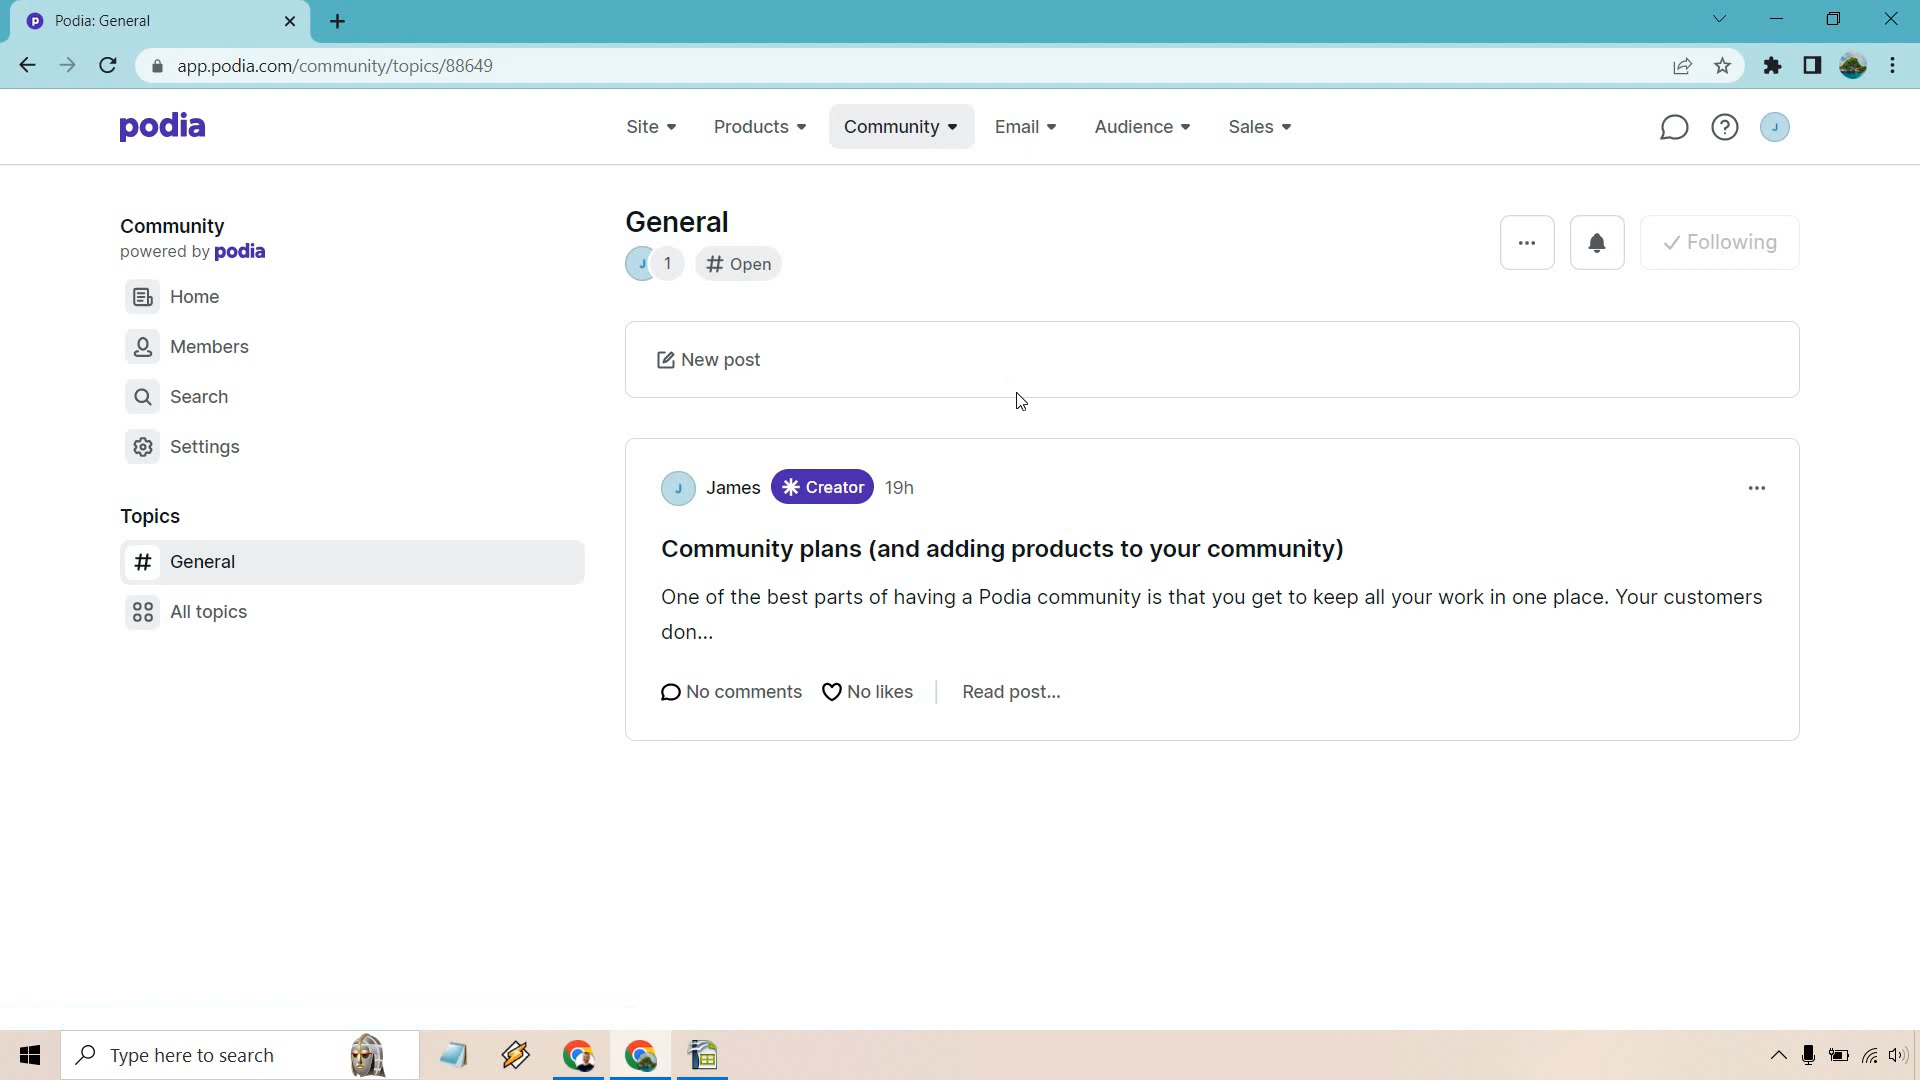 Podia: General
app.podia.com/community/topics/88649
podia
Site
Products
Community
Email
Audience
Sales
J
Community
powered by podia
Home
Members
Search
Settings
Topics
# General
All topics
General
J 1 # Open
Following
New post
J James Creator 19h
Community plans (and adding products to your community)
One of the best parts of having a Podia community is that you get to keep all your work in one place. Your customers
don...
No comments No likes Read post...
Type here to search